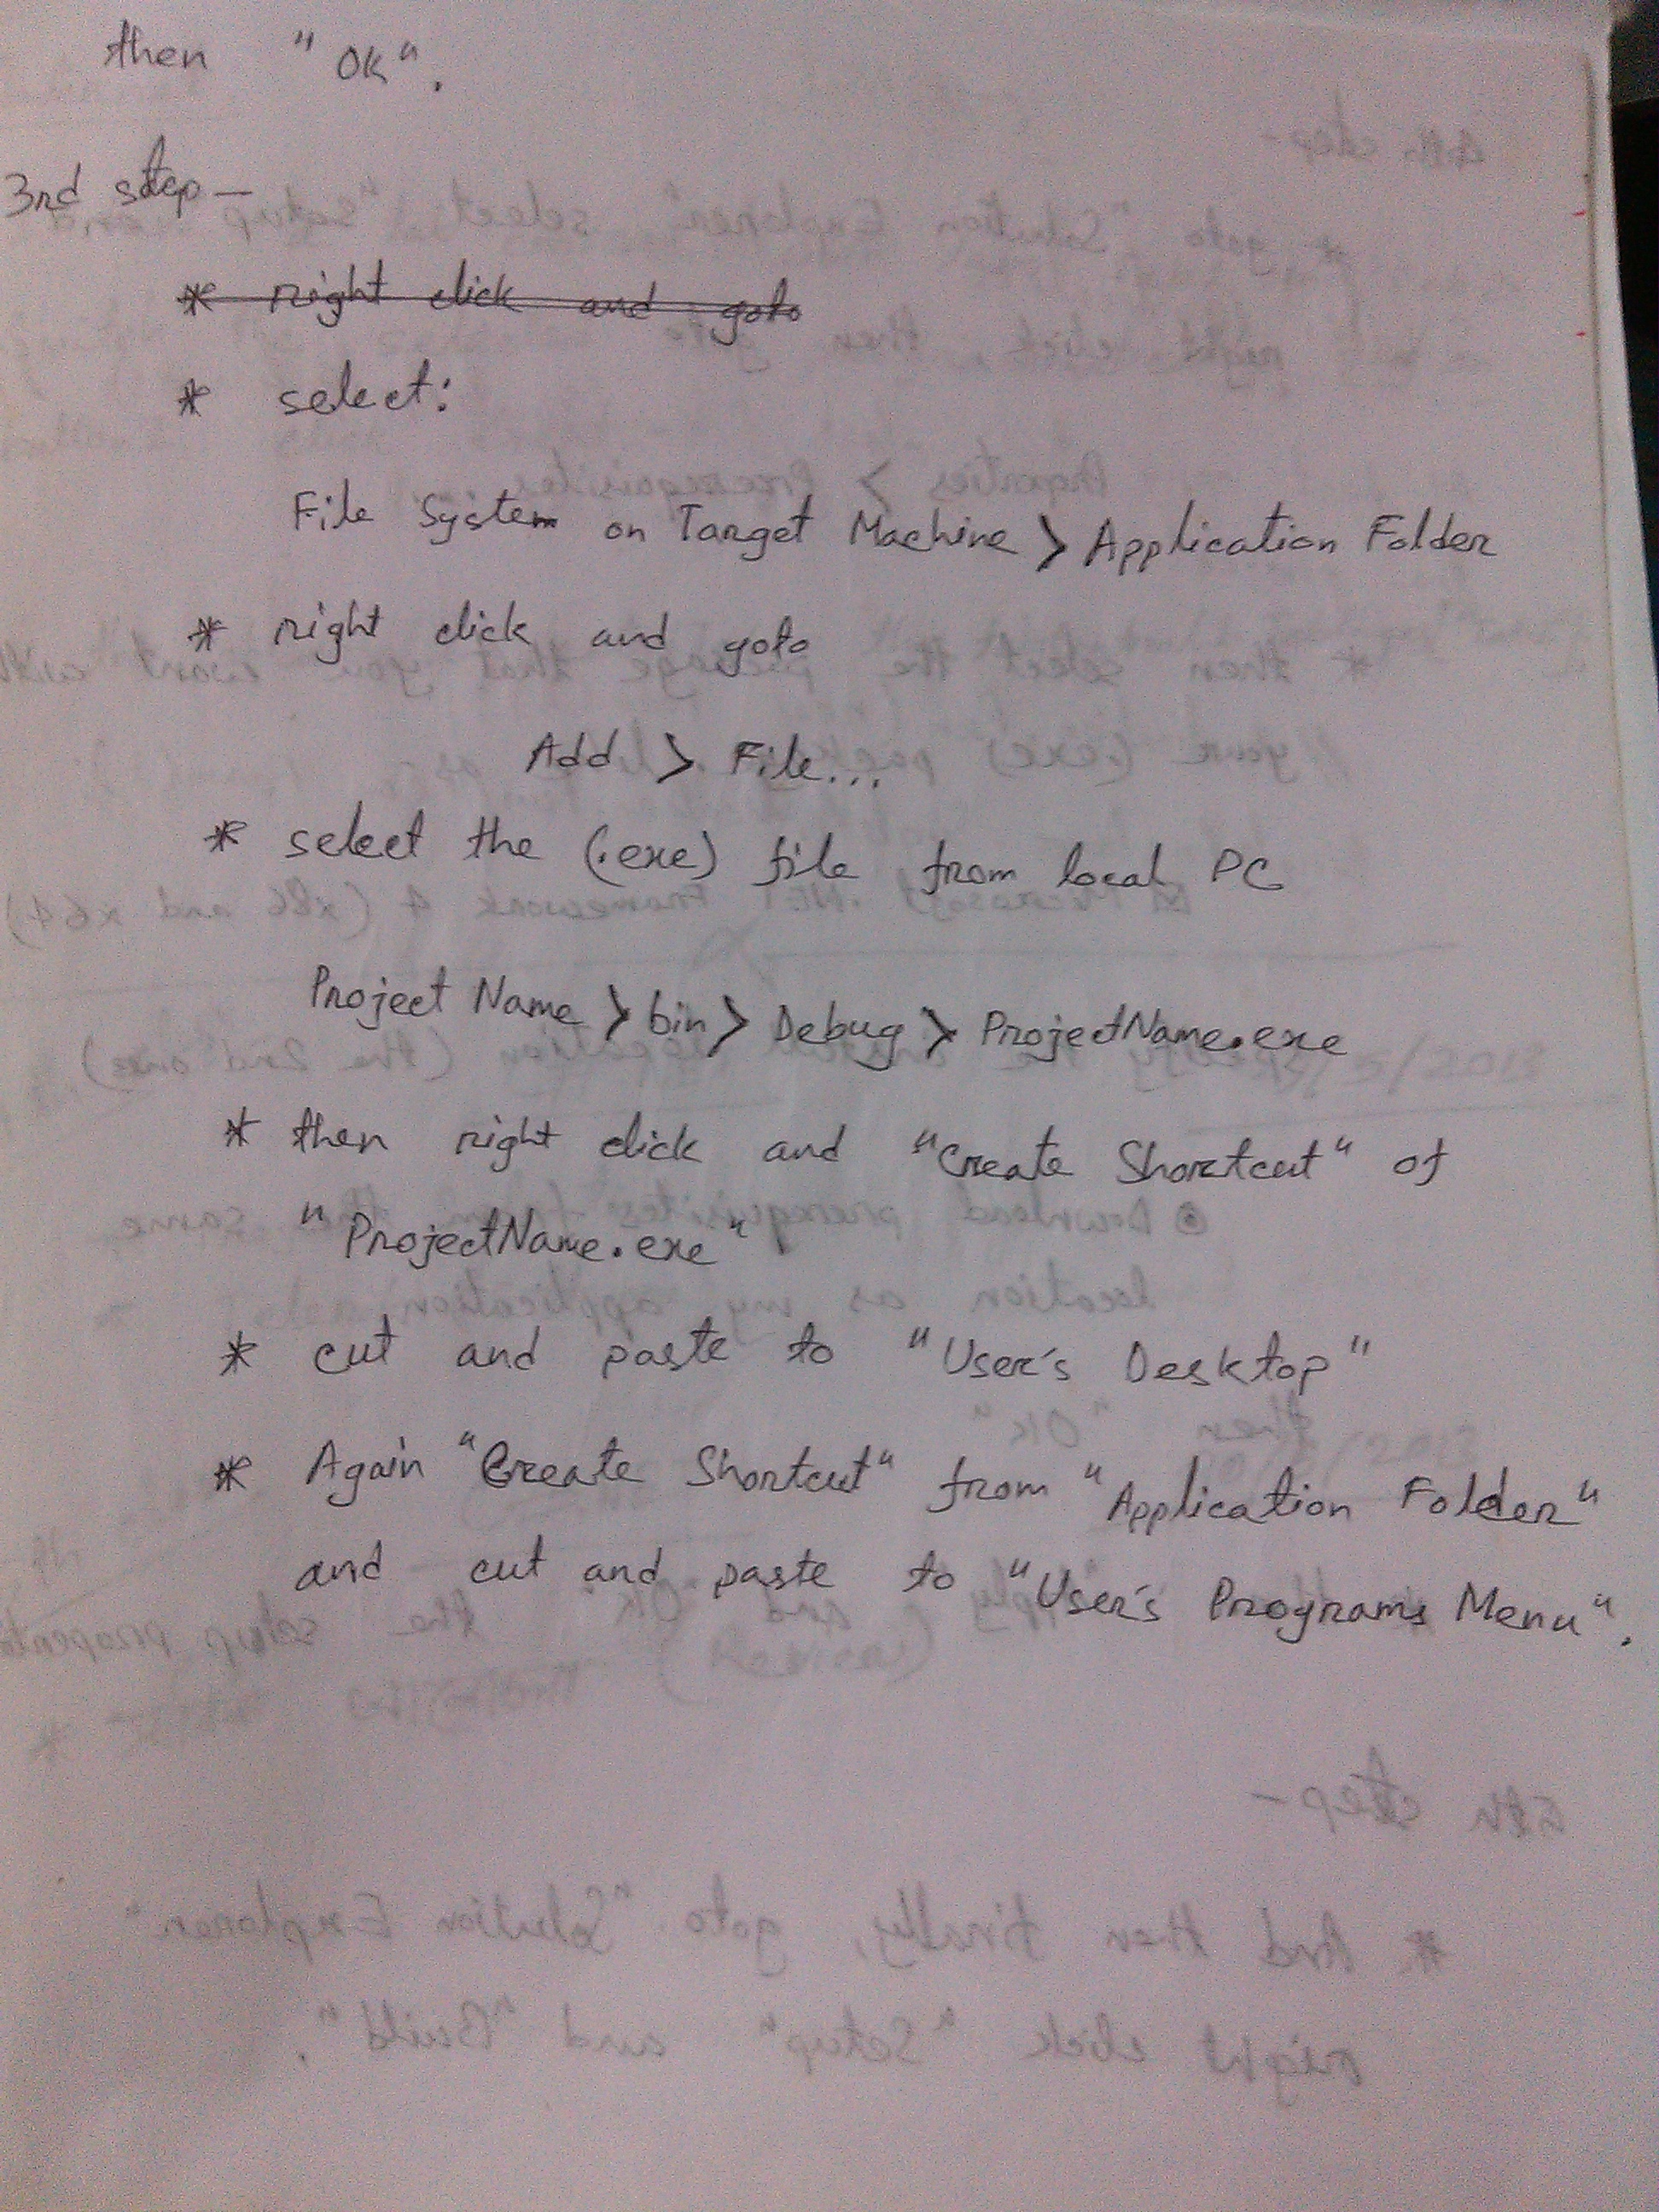 then "OK".
3rd step —
* right click and goto
* select:
File System on Target Machine > Application Folder
* right click and goto
Add > File...
* select the (.exe) file from local PC
Project Name > bin > Debug > ProjectName.exe
* then right click and "Create Shortcut" of
"ProjectName.exe"
* cut and paste to "User's Desktop"
* Again "Create Shortcut" from "Application Folder"
and cut and paste to "User's Programs Menu".